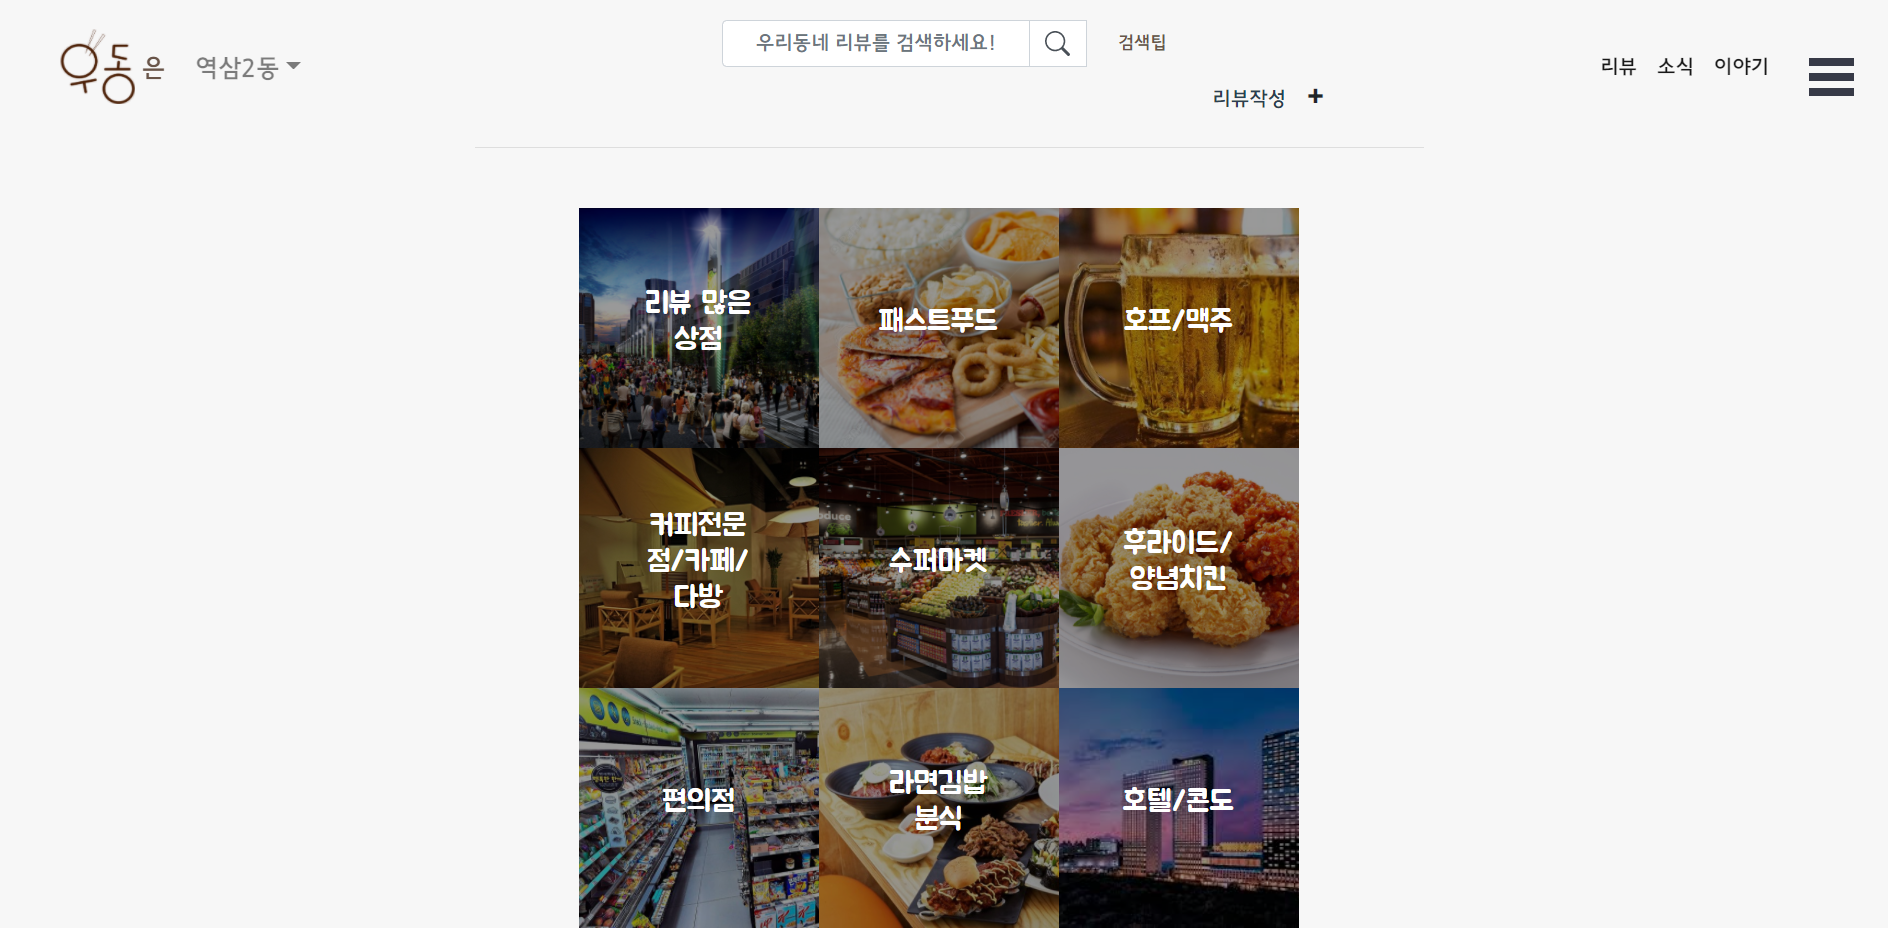 우동은
역삼2동
우리동네 리뷰를 검색하세요!
검색팁
리뷰 소식 이야기
리뷰작성 +
리뷰 많은
상점
패스트푸드
호프/맥주
커피전문
점/카페/
다방
수퍼마켓
후라이드/
양념치킨
편의점
라면김밥
분식
호텔/콘도